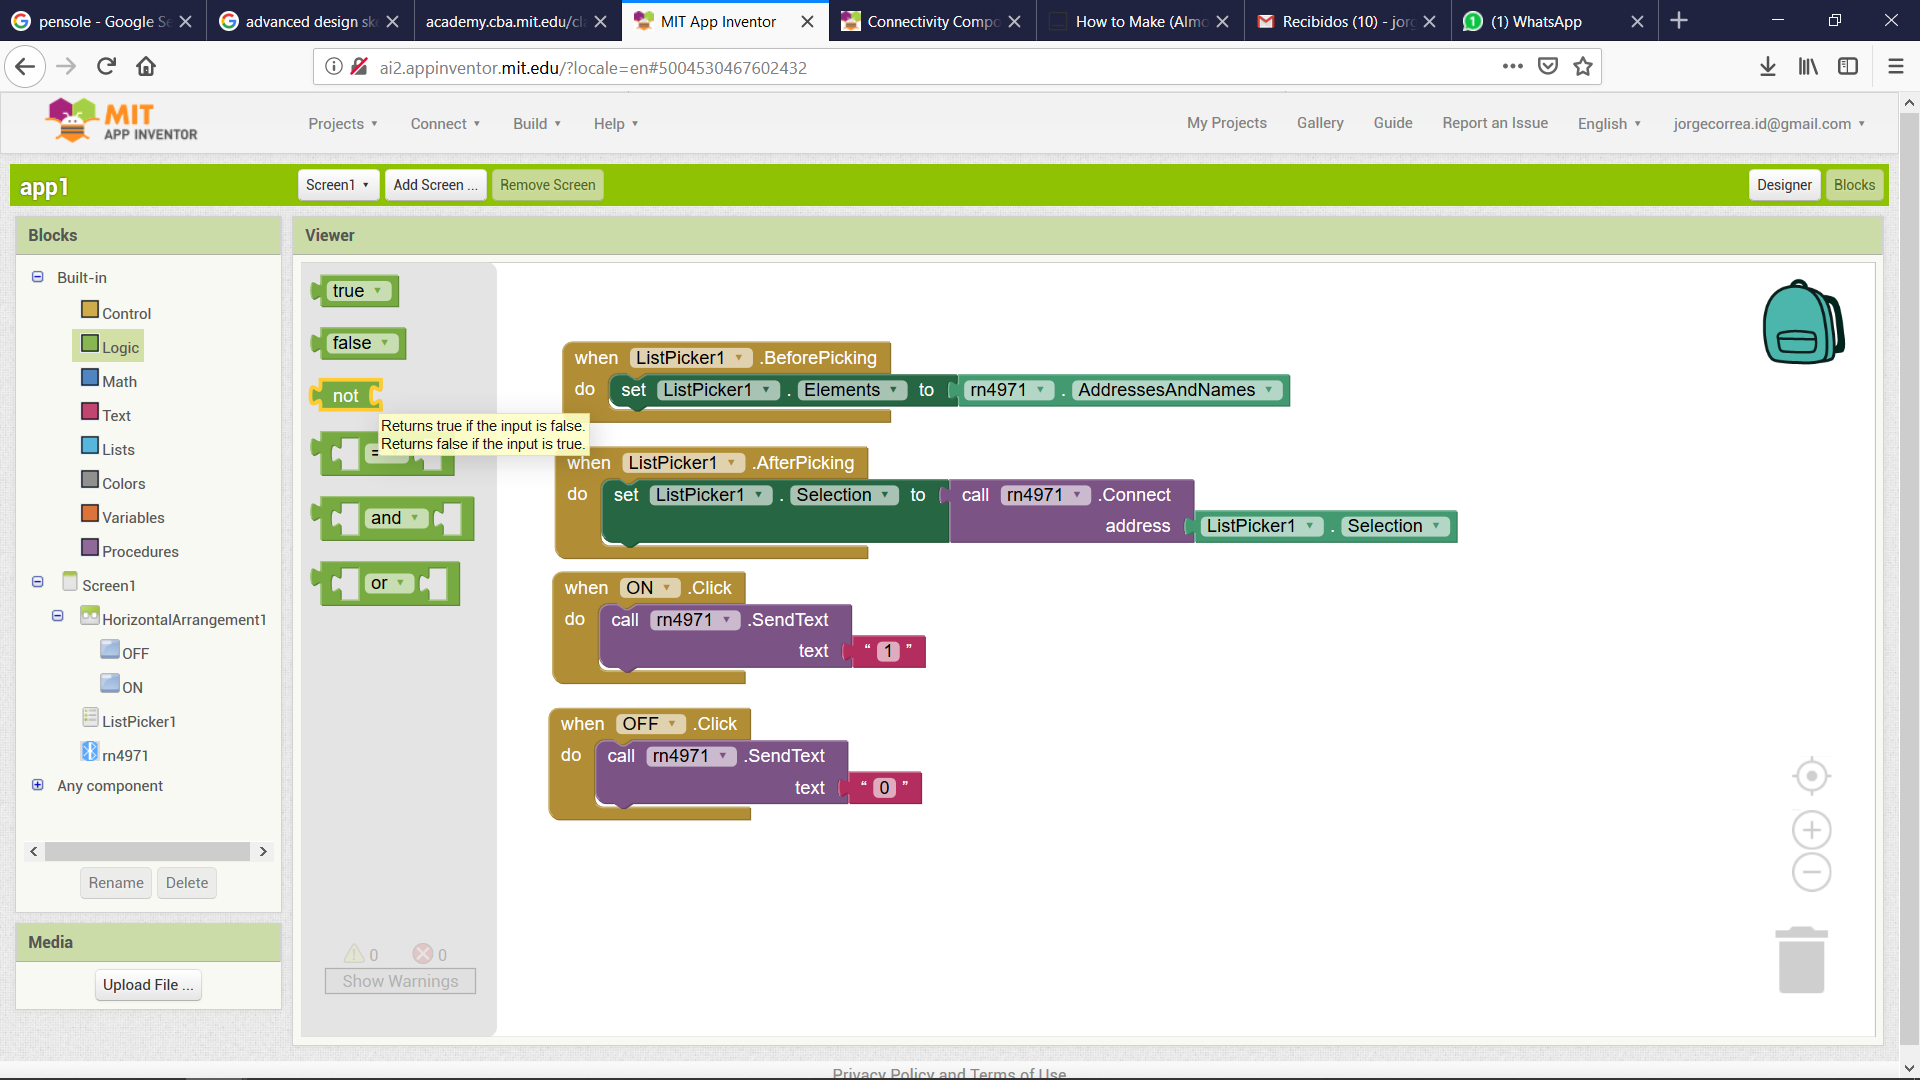 pensole - Google Se
advanced design ske
academy.cba.mit.edu/cla
MIT App Inventor
Connectivity Compo
How to Make (Almo
Recibidos (10) - jorg
(1) WhatsApp
ai2.appinventor.mit.edu/?locale=en#5004530467602432
MIT
APP INVENTOR
Projects
Connect
Build
Help
My Projects
Gallery
Guide
Report an Issue
English
jorgecorrea.id@gmail.com
app1
Screen1
Add Screen ...
Remove Screen
Designer
Blocks
Blocks
Built-in
Control
Logic
Math
Text
Lists
Colors
Variables
Procedures
Screen1
HorizontalArrangement1
OFF
ON
ListPicker1
rn4971
Any component
Rename
Delete
Media
Upload File ...
Viewer
true
false
not
Returns true if the input is false.
Returns false if the input is true.
=
and
or
0
0
Show Warnings
when ListPicker1 .BeforePicking
do set ListPicker1 . Elements to rn4971 . AddressesAndNames
when ListPicker1 .AfterPicking
do set ListPicker1 . Selection to call rn4971 .Connect
address ListPicker1 . Selection
when ON .Click
do call rn4971 .SendText
text “ 1 ”
when OFF .Click
do call rn4971 .SendText
text “ 0 ”
Privacy Policy and Terms of Use